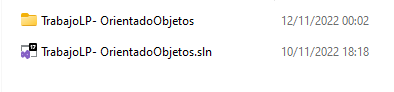 TrabajoLP- OrientadoObjetos 12/11/2022 00:02
TrabajoLP- OrientadoObjetos.sln 10/11/2022 18:18